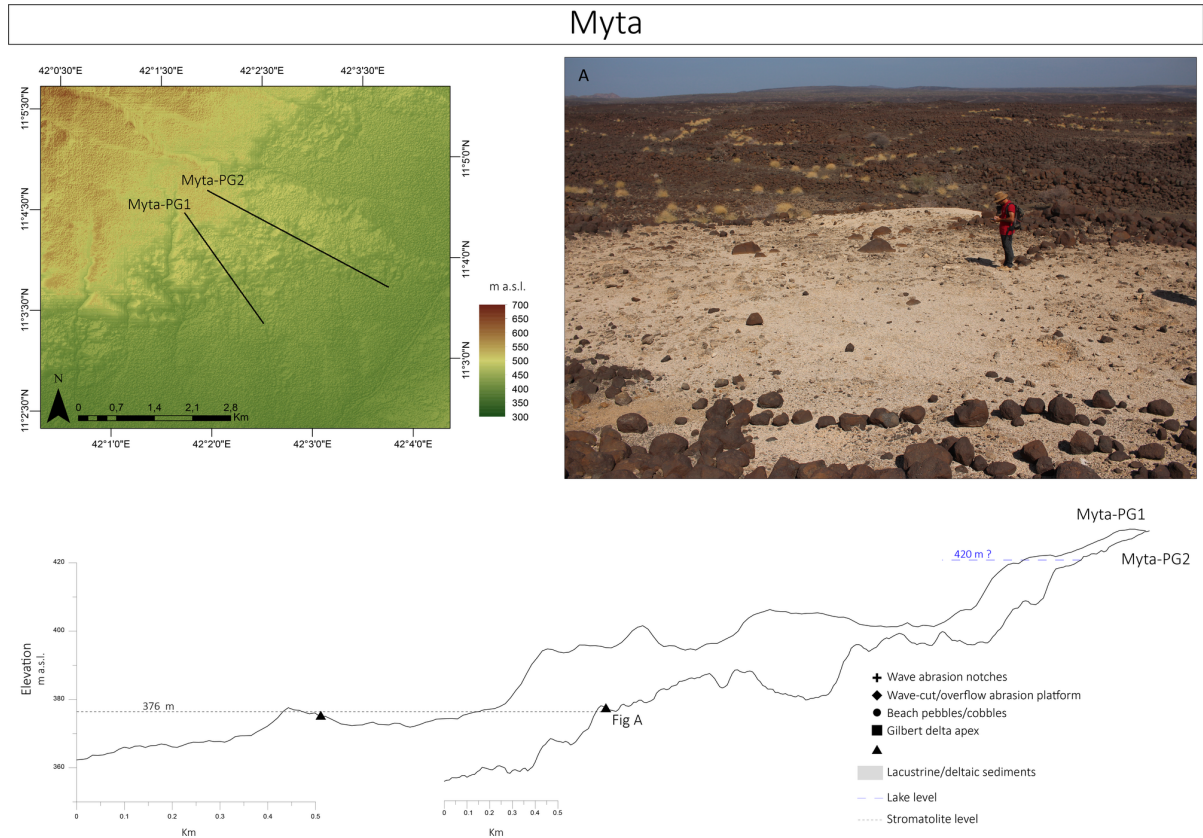 Myta
42°0'30"E 42°1'30"E 42°2'30"E 42°3'30"E
11°5'30"N
11°4'30"N
11°3'30"N
11°2'30"N
11°5'0"N
11°4'0"N
11°3'0"N
Myta-PG2
Myta-PG1
N
0 0,7 1,4 2,1 2,8
Km
42°1'0"E 42°2'0"E 42°3'0"E 42°4'0"E
m a.s.l.
700
650
600
550
500
450
400
350
300
A
Myta-PG1
Myta-PG2
420 m ?
Elevation
m a.s.l.
420
400
380
360
376 m
Fig A
0 0.1 0.2 0.3 0.4 0.5
Km
0 0.1 0.2 0.3 0.4 0.5
Km
Wave abrasion notches
Wave-cut/overflow abrasion platform
Beach pebbles/cobbles
Gilbert delta apex
Lacustrine/deltaic sediments
Lake level
Stromatolite level